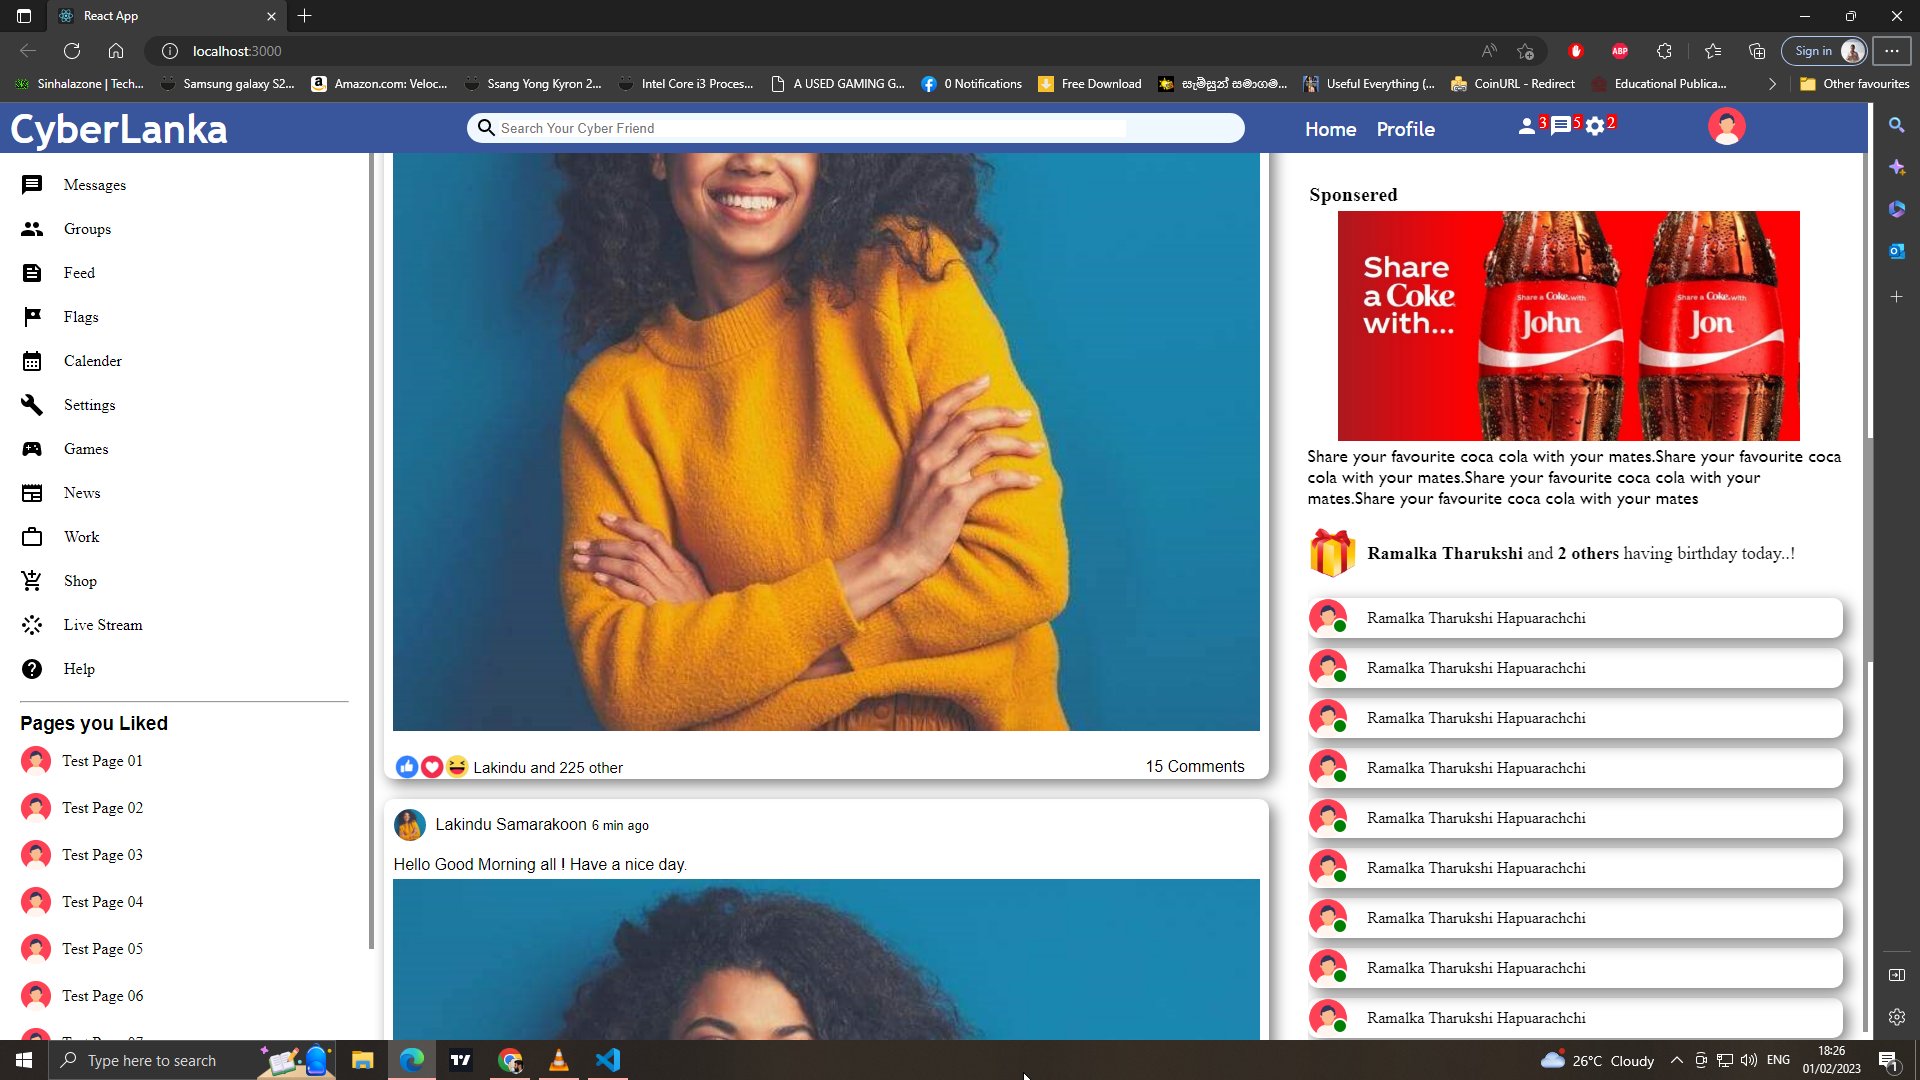 React App
localhost:3000
Sign in
Sinhalazone | Tech...
Samsung galaxy S2...
Amazon.com: Veloc...
Ssang Yong Kyron 2...
Intel Core i3 Proces...
A USED GAMING G...
0 Notifications
Free Download
සැම්සුන් සමාගම...
Useful Everything (...
CoinURL - Redirect
Educational Publica...
Other favourites
CyberLanka
Search Your Cyber Friend
Home
Profile
3
5
2
Messages
Groups
Feed
Flags
Calender
Settings
Games
News
Work
Shop
Live Stream
Help
Pages you Liked
Test Page 01
Test Page 02
Test Page 03
Test Page 04
Test Page 05
Test Page 06
Lakindu and 225 other
15 Comments
Lakindu Samarakoon 6 min ago
Hello Good Morning all ! Have a nice day.
Sponsered
Share
a Coke
with...
Share a Coke with
John
Share a Coke with
Jon
Share your favourite coca cola with your mates.Share your favourite coca
cola with your mates.Share your favourite coca cola with your
mates.Share your favourite coca cola with your mates
Ramalka Tharukshi and 2 others having birthday today..!
Ramalka Tharukshi Hapuarachchi
Ramalka Tharukshi Hapuarachchi
Ramalka Tharukshi Hapuarachchi
Ramalka Tharukshi Hapuarachchi
Ramalka Tharukshi Hapuarachchi
Ramalka Tharukshi Hapuarachchi
Ramalka Tharukshi Hapuarachchi
Ramalka Tharukshi Hapuarachchi
Ramalka Tharukshi Hapuarachchi
Type here to search
26°C Cloudy
ENG
18:26
01/02/2023
1